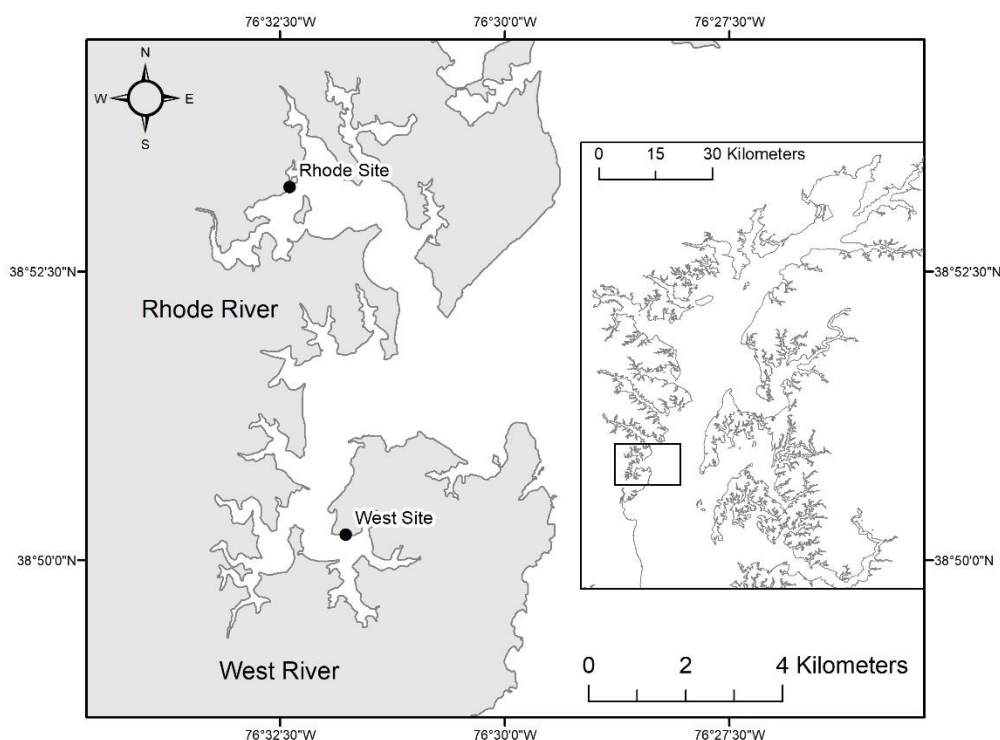 76°32'30"W 76°30'0"W 76°27'30"W
N
W E
S
0 15 30 Kilometers
Rhode Site
38°52'30"N 38°52'30"N
Rhode River
West Site
38°50'0"N 38°50'0"N
West River
0 2 4 Kilometers
76°32'30"W 76°30'0"W 76°27'30"W